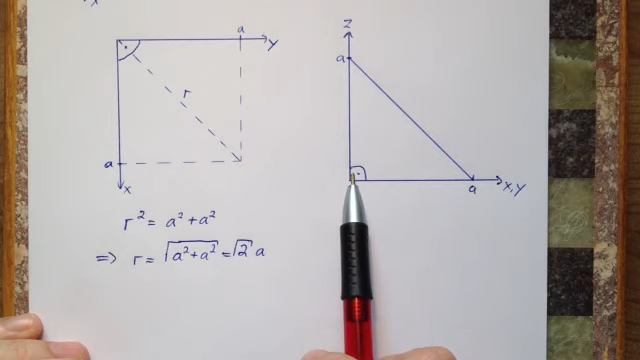 x
a
y
r
a
x
r² = a² + a²
⇒ r = √a² + a² = √2 a
z
a
a
x, y